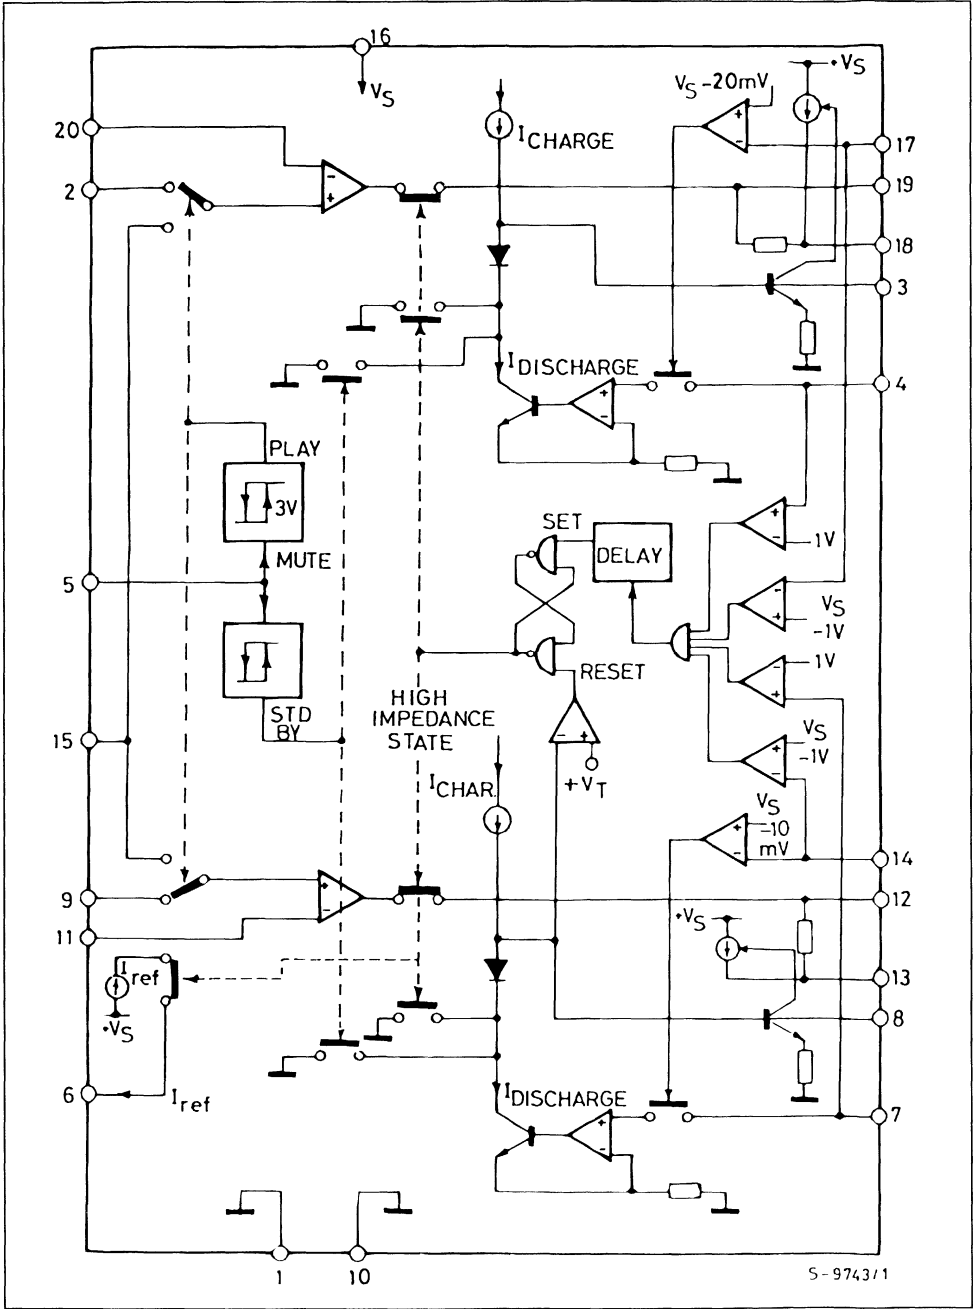 16
VS
+VS
VS -20mV
20
ICHARGE
17
2
19
-
+
+
-
18
3
IDISCHARGE
4
+
-
PLAY
3V
SET
DELAY
+
-
1V
MUTE
5
-
+
VS
-1V
RESET
1V
-
+
STD
BY
HIGH
IMPEDANCE
STATE
15
- +
+VT
VS
-1V
+
-
ICHAR.
VS
-10
mV
+
-
14
9
+
-
12
11
+VS
Iref
+VS
13
8
6
Iref
IDISCHARGE
7
+
-
1
10
S-9743/1